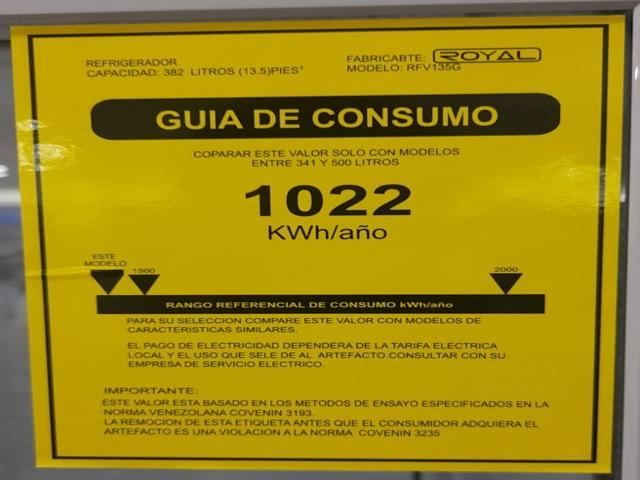 REFRIGERADOR
CAPACIDAD: 382 LITROS (13.5)PIES³
FABRICABTE: ROYAL
MODELO: RFV135G
GUIA DE CONSUMO
COPARAR ESTE VALOR SOLO CON MODELOS
ENTRE 341 Y 500 LITROS
1022
KWh/año
ESTE
MODELO
1500
2000
RANGO REFERENCIAL DE CONSUMO kWh/año
PARA SU SELECCION COMPARE ESTE VALOR CON MODELOS DE
CARACTERISTICAS SIMILARES.
EL PAGO DE ELECTRICIDAD DEPENDERA DE LA TARIFA ELECTRICA
LOCAL Y EL USO QUE SELE DE AL ARTEFACTO.CONSULTAR CON SU
EMPRESA DE SERVICIO ELECTRICO.
IMPORTANTE:
ESTE VALOR ESTA BASADO EN LOS METODOS DE ENSAYO ESPECIFICADOS EN LA
NORMA VENEZOLANA COVENIN 3193.
LA REMOCION DE ESTA ETIQUETA ANTES QUE EL CONSUMIDOR ADQUIERA EL
ARTEFACTO ES UNA VIOLACION A LA NORMA COVENIN 3235